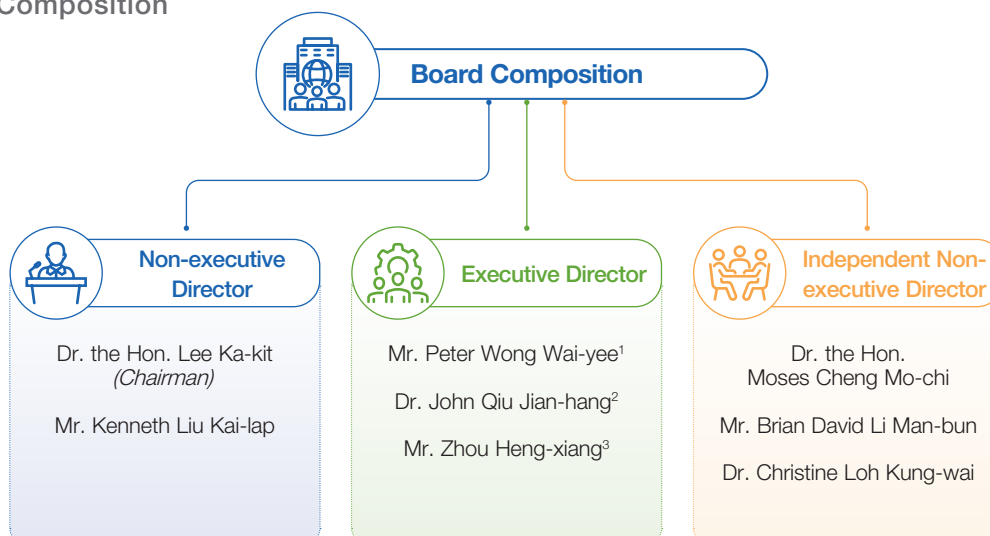 Composition
Board Composition
Non-executive
Director
Dr. the Hon. Lee Ka-kit
(Chairman)
Mr. Kenneth Liu Kai-lap
Executive Director
Mr. Peter Wong Wai-yee¹
Dr. John Qiu Jian-hang²
Mr. Zhou Heng-xiang³
Independent Non-
executive Director
Dr. the Hon.
Moses Cheng Mo-chi
Mr. Brian David Li Man-bun
Dr. Christine Loh Kung-wai